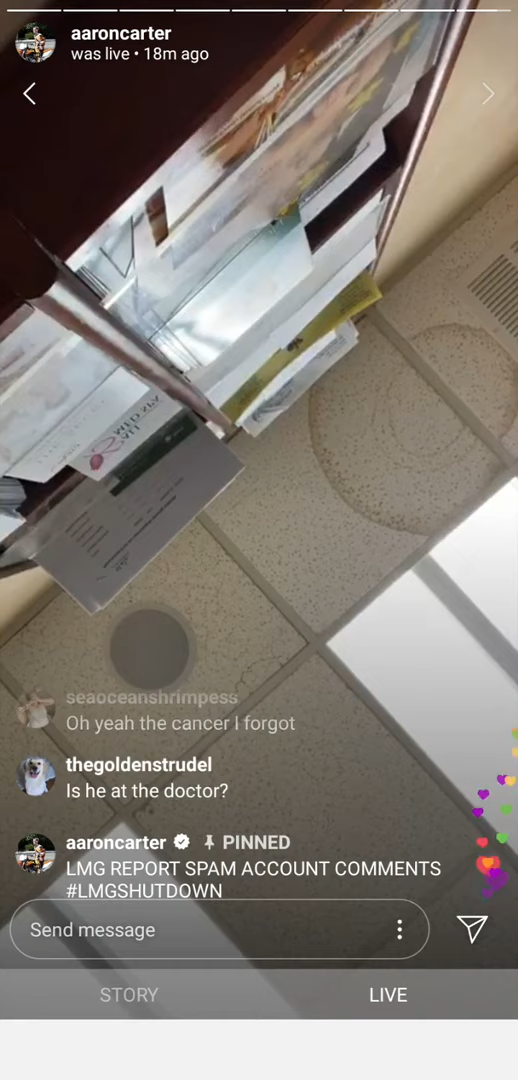 aaroncarter
was live • 18m ago
seaoceanshrimpess
Oh yeah the cancer I forgot
thegoldenstrudel
Is he at the doctor?
aaroncarter PINNED
LMG REPORT SPAM ACCOUNT COMMENTS
#LMGSHUTDOWN
Send message
STORY LIVE